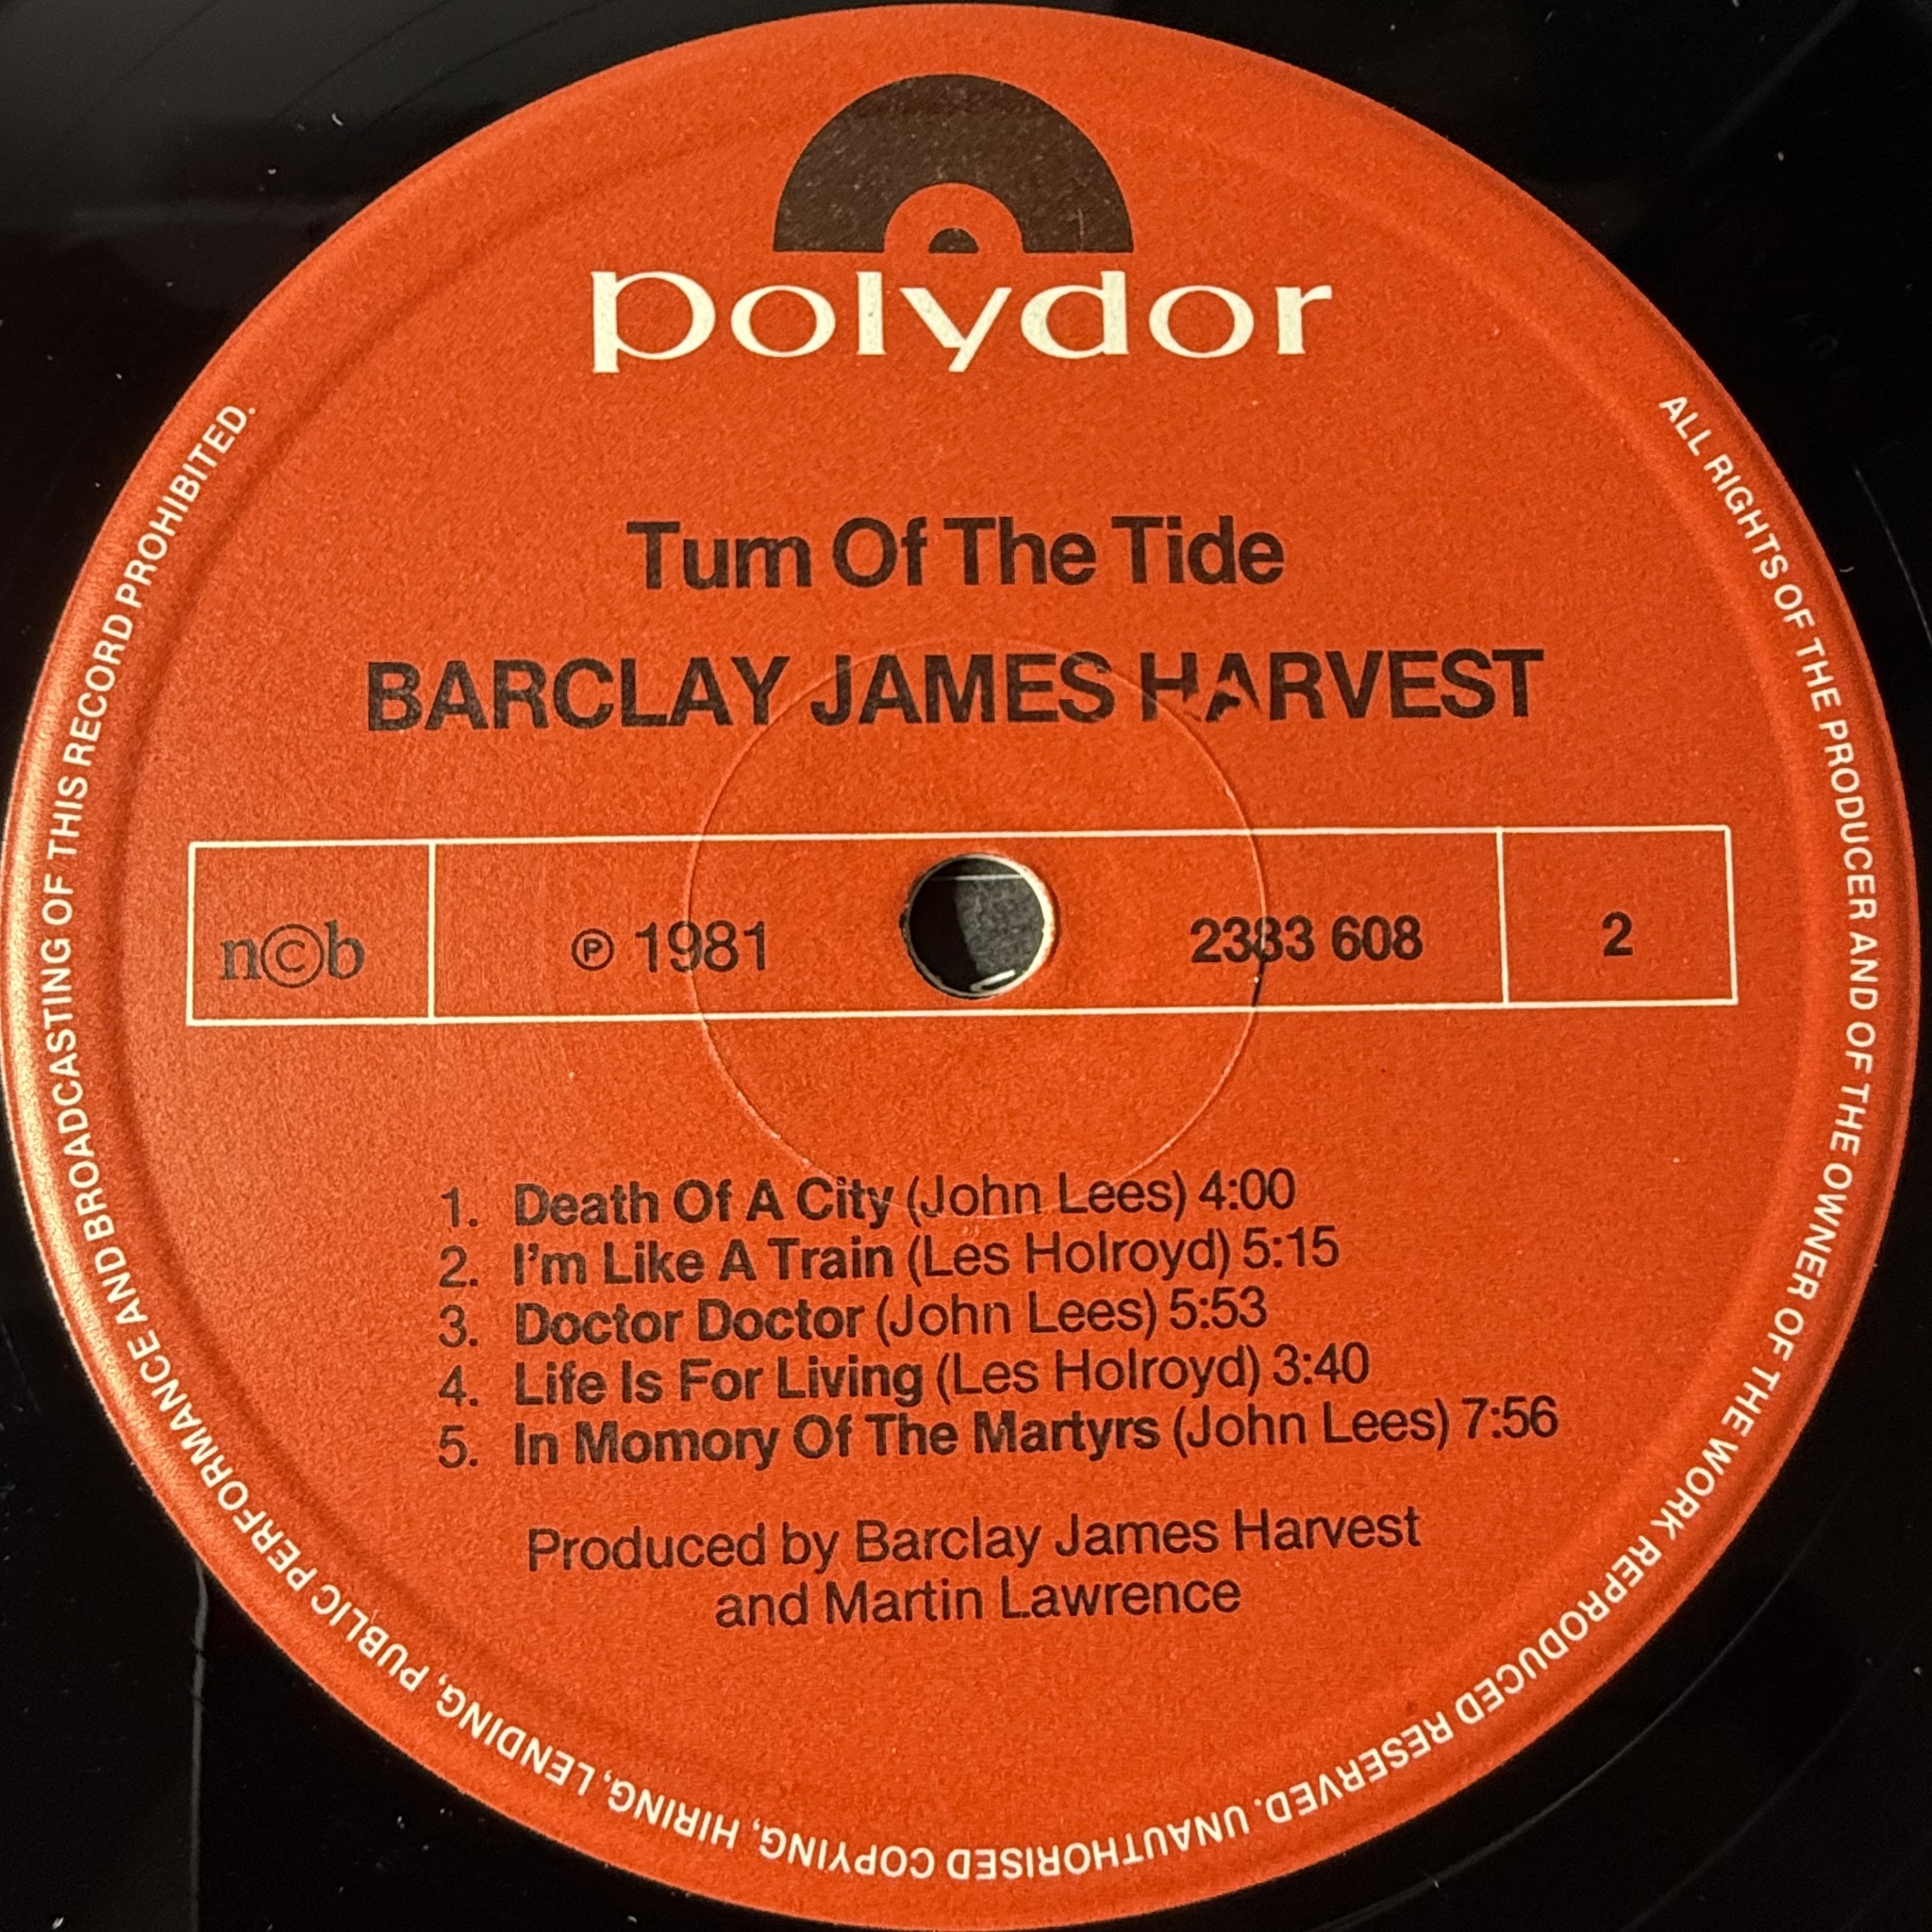 polydor
Turn Of The Tide
BARCLAY JAMES HARVEST
n©b
℗ 1981
2383 608
2
1. Death Of A City (John Lees) 4:00
2. I'm Like A Train (Les Holroyd) 5:15
3. Doctor Doctor (John Lees) 5:53
4. Life Is For Living (Les Holroyd) 3:40
5. In Momory Of The Martyrs (John Lees) 7:56
Produced by Barclay James Harvest
and Martin Lawrence
ALL RIGHTS OF THE PRODUCER AND OF THE OWNER OF THE WORK REPRODUCED RESERVED. UNAUTHORISED COPYING, HIRING, LENDING, PUBLIC PERFORMANCE AND BROADCASTING OF THIS RECORD PROHIBITED.